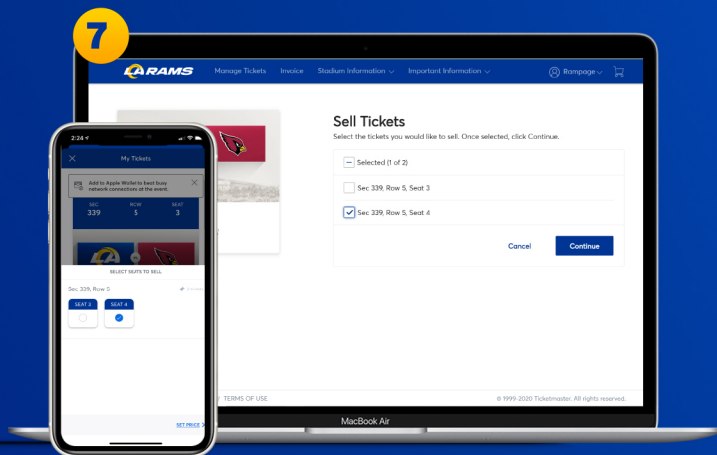 7
LA RAMS
Manage Tickets Invoice Stadium Information Important Information Rampage
Sell Tickets
Select the tickets you would like to sell. Once selected, click Continue.
Selected (1 of 2)
Sec 339, Row 5, Seat 3
Sec 339, Row 5, Seat 4
Cancel Continue
TERMS OF USE
© 1999-2020 Ticketmaster. All rights reserved.
MacBook Air
2:24
My Tickets
Add to Apple Wallet to beat busy
network connections at the event.
SEC ROW SEAT
339 5 3
LA
SELECT SEATS TO SELL
Sec 339, Row 5
SEAT 3 SEAT 4
SET PRICE